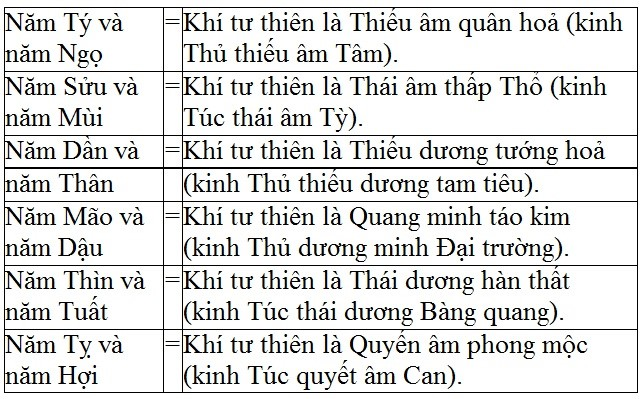 Năm Tý và = Khí tư thiên là Thiếu âm quân hoả (kinh
năm Ngọ Thủ thiếu âm Tâm).
Năm Sửu và = Khí tư thiên là Thái âm thấp Thổ (kinh
năm Mùi Túc thái âm Tỳ).
Năm Dần và = Khí tư thiên là Thiếu dương tướng hoả
năm Thân (kinh Thủ thiếu dương tam tiêu).
Năm Mão và = Khí tư thiên là Quang minh táo kim
năm Dậu (kinh Thủ dương minh Đại trường).
Năm Thìn và = Khí tư thiên là Thái dương hàn thất
năm Tuất (kinh Túc thái dương Bàng quang).
Năm Tỵ và = Khí tư thiên là Quyến âm phong mộc
năm Hợi (kinh Túc quyết âm Can).